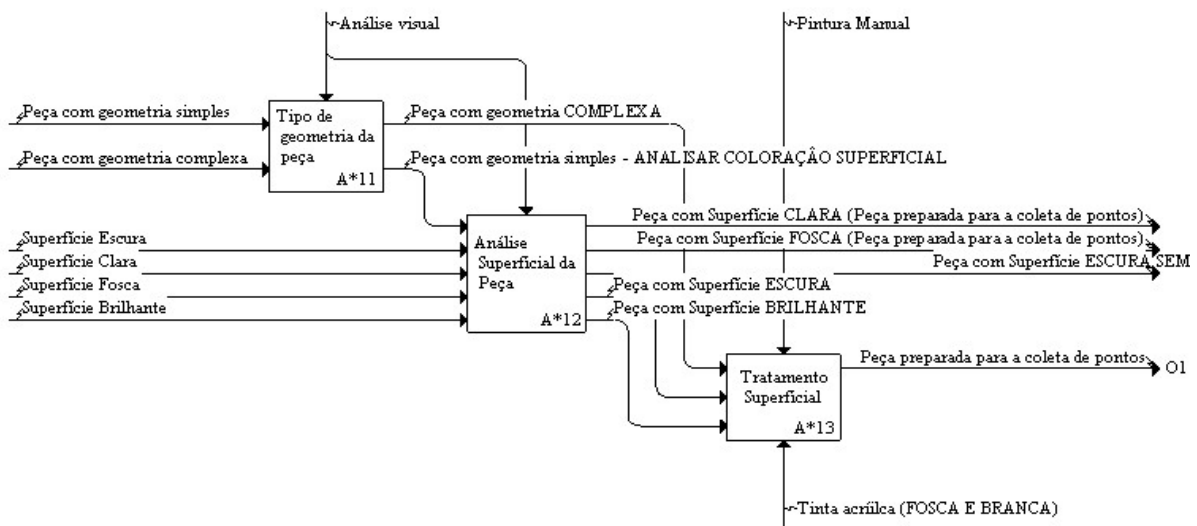 Análise visual
Pintura Manual
Peça com geometria simples
Tipo de
geometria da
peça
A*11
Peça com geometria COMPLEXA
Peça com geometria complexa
Peça com geometria simples - ANALISAR COLORAÇÂO SUPERFICIAL
Peça com Superfície CLARA (Peça preparada para a coleta de pontos)
Superfície Escura
Análise
Superficial da
Peça
A*12
Peça com Superfície FOSCA (Peça preparada para a coleta de pontos)
Superfície Clara
Peça com Superfície ESCURA SEM
Superfície Fosca
Peça com Superfície ESCURA
Superfície Brilhante
Peça com Superfície BRILHANTE
Peça preparada para a coleta de pontos
O1
Tratamento
Superficial
A*13
Tinta acríilca (FOSCA E BRANCA)